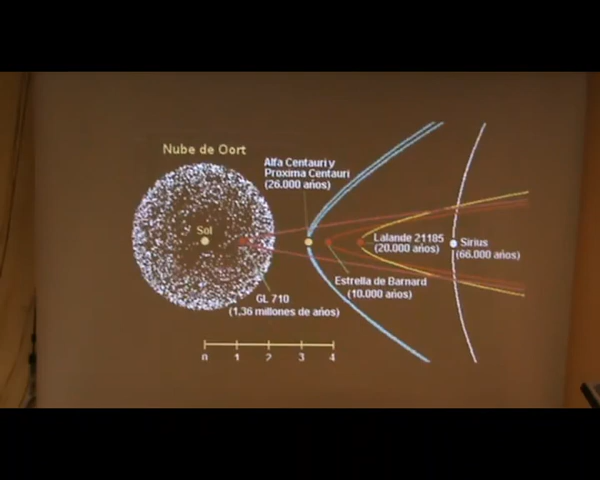 Nube de Oort
Alfa Centauri y
Proxima Centauri
(26.000 años)
Sol
Lalande 21185
(20.000 años)
Sirius
(66.000 años)
Estrella de Barnard
(10.000 años)
GL 710
(1,36 millones de años)
0 1 2 3 4